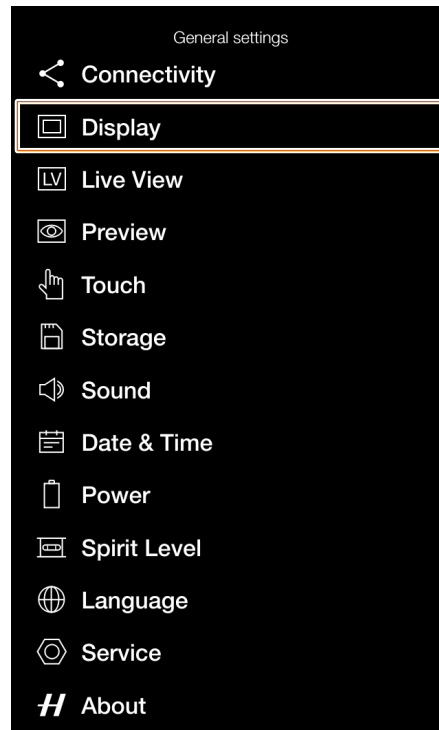 General settings
Connectivity
Display
LV Live View
Preview
Touch
Storage
Sound
Date & Time
Power
Spirit Level
Language
Service
H About